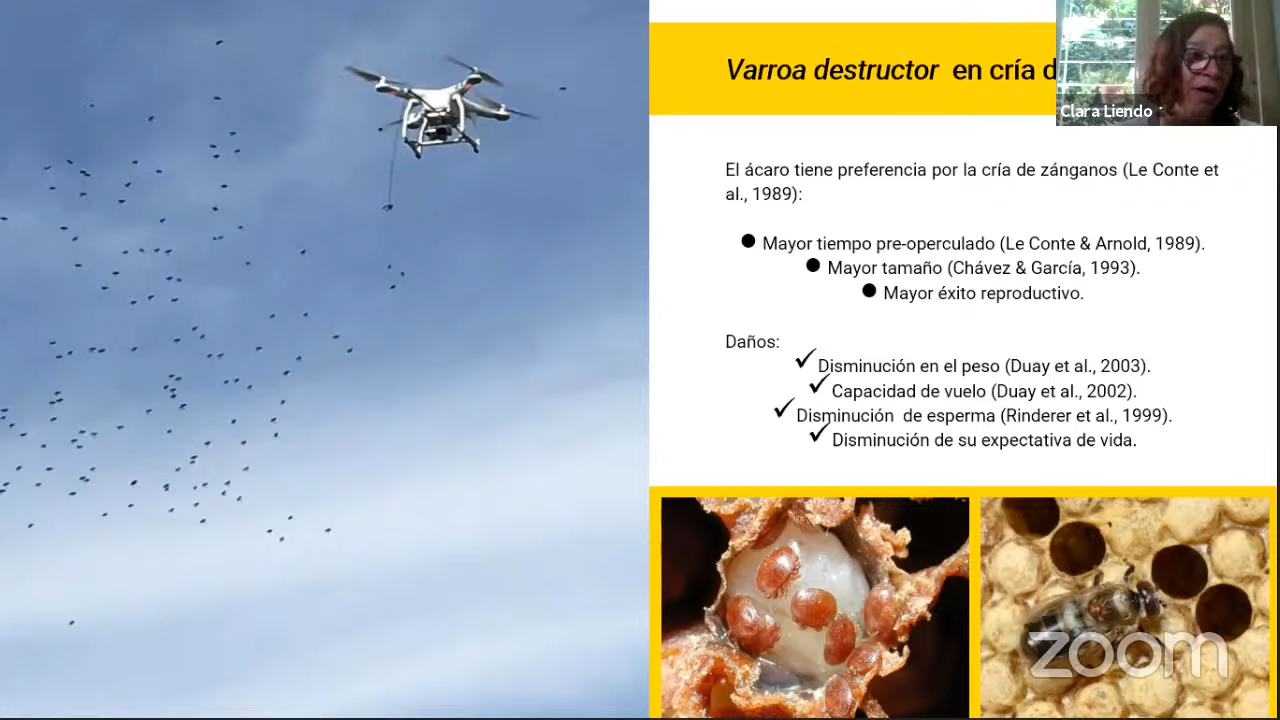 Varroa destructor en cría d
Clara Liendo
El ácaro tiene preferencia por la cría de zánganos (Le Conte et
al., 1989):
● Mayor tiempo pre-operculado (Le Conte & Arnold, 1989).
● Mayor tamaño (Chávez & García, 1993).
● Mayor éxito reproductivo.
Daños:
✓ Disminución en el peso (Duay et al., 2003).
✓ Capacidad de vuelo (Duay et al., 2002).
✓ Disminución de esperma (Rinderer et al., 1999).
✓ Disminución de su expectativa de vida.
zoom